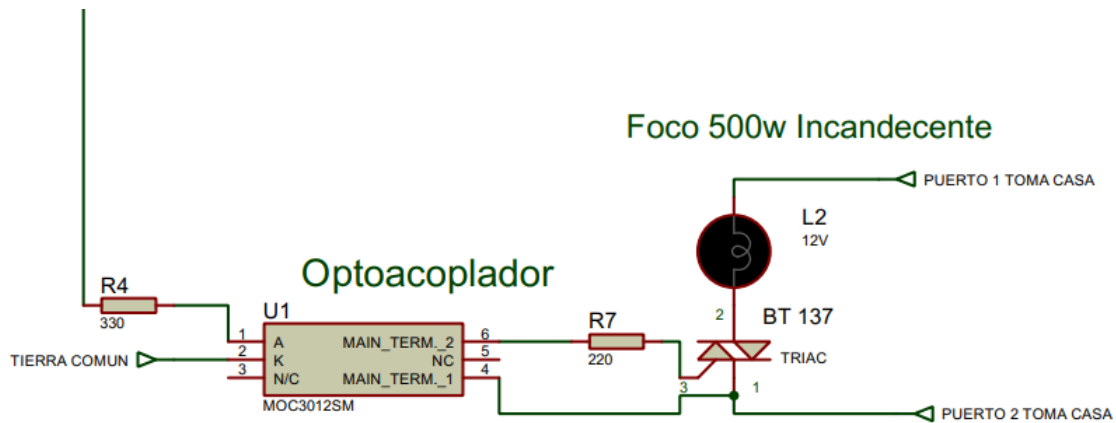 Foco 500w Incandecente
PUERTO 1 TOMA CASA
L2
12V
Optoacoplador
R4
330
U1
1
A
MAIN_TERM._2
6
R7
220
2
BT 137
TRIAC
TIERRA COMUN
2
K
NC
5
3
N/C
MAIN_TERM._1
4
3
1
MOC3012SM
PUERTO 2 TOMA CASA